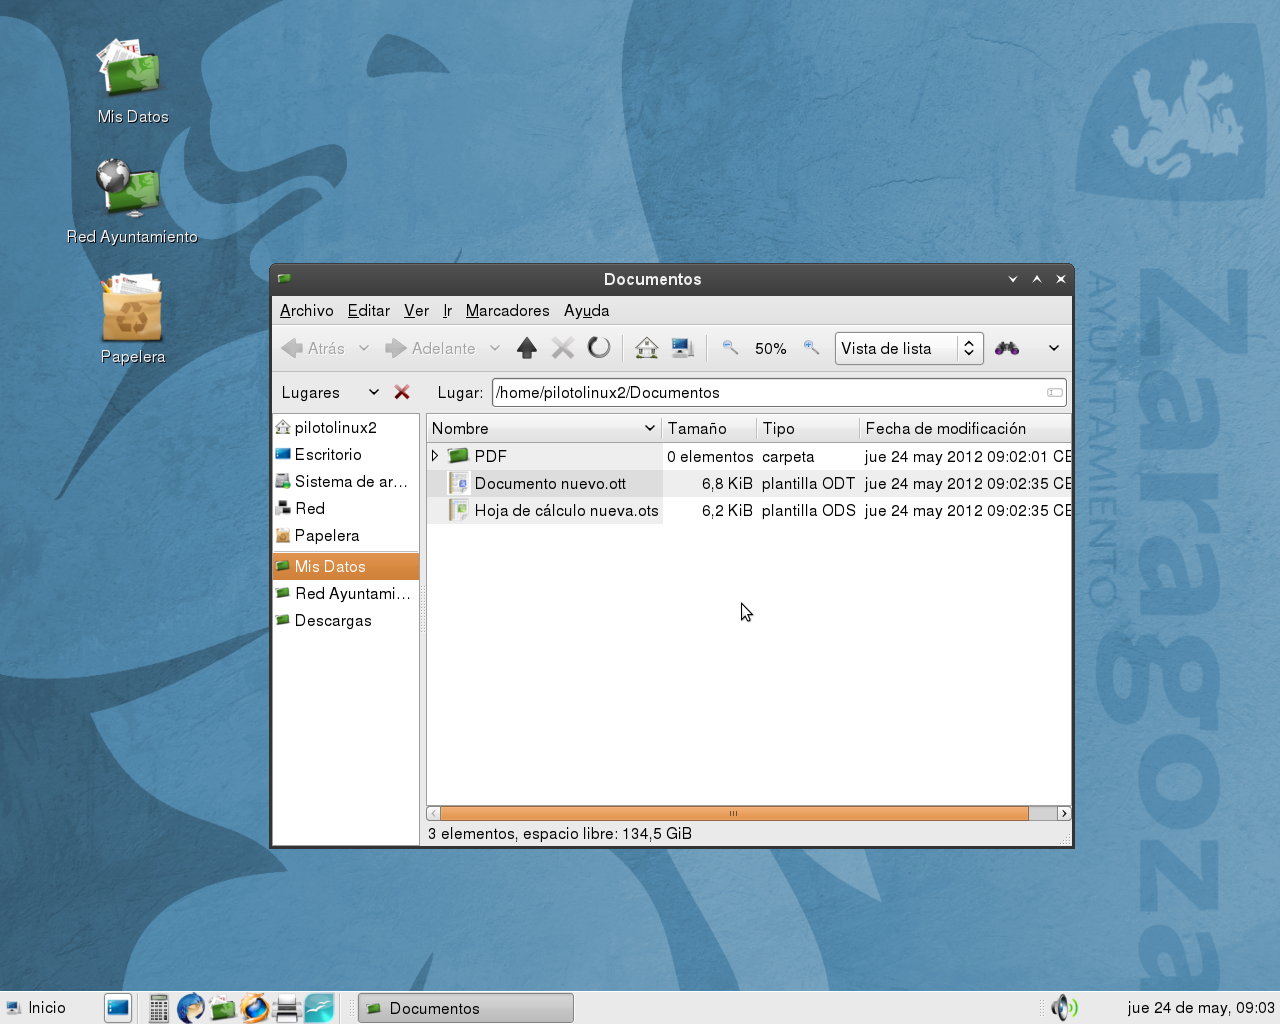 Mis Datos
Red Ayuntamiento
Papelera
Zaragoza
AYUNTAMIENTO
Documentos
Archivo Editar Ver Ir Marcadores Ayuda
Atrás Adelante 50% Vista de lista
Lugares Lugar: /home/pilotolinux2/Documentos
pilotolinux2
Escritorio
Sistema de ar...
Red
Papelera
Mis Datos
Red Ayuntami...
Descargas
Nombre Tamaño Tipo Fecha de modificación
PDF 0 elementos carpeta jue 24 may 2012 09:02:01 CE
Documento nuevo.ott 6,8 KiB plantilla ODT jue 24 may 2012 09:02:35 CE
Hoja de cálculo nueva.ots 6,2 KiB plantilla ODS jue 24 may 2012 09:02:35 CE
3 elementos, espacio libre: 134,5 GiB
Inicio Documentos jue 24 de may, 09:03